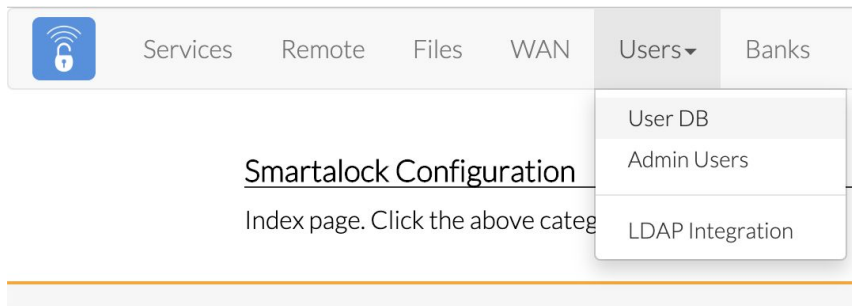 Services Remote Files WAN Users Banks
User DB
Admin Users
LDAP Integration
Smartalock Configuration
Index page. Click the above categ